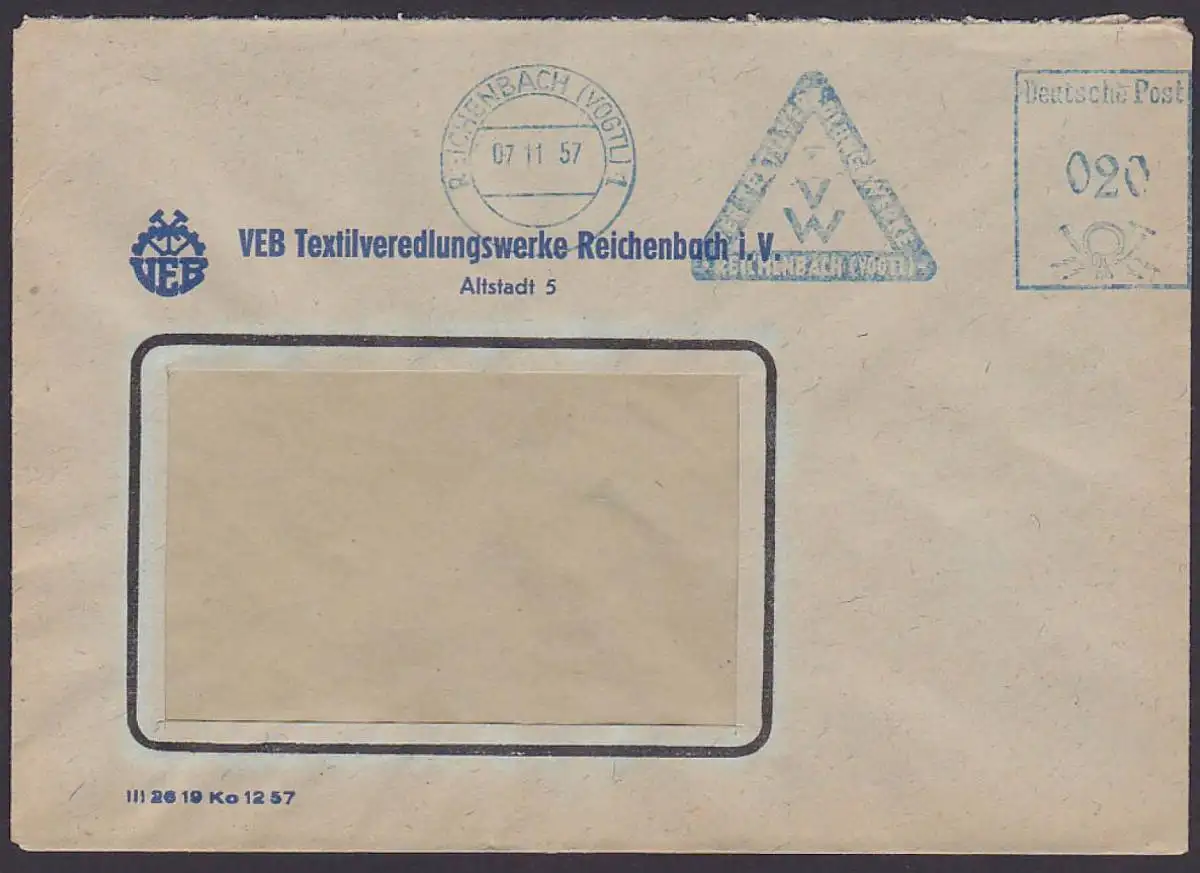 REICHENBACH (VOGTL) 1
07 11 57
V
W
REICHENBACH (VOGTL)
Deutsche Post
020
VEB
VEB Textilveredlungswerke Reichenbach i. V.
Altstadt 5
III 26 19 Ko 12 57